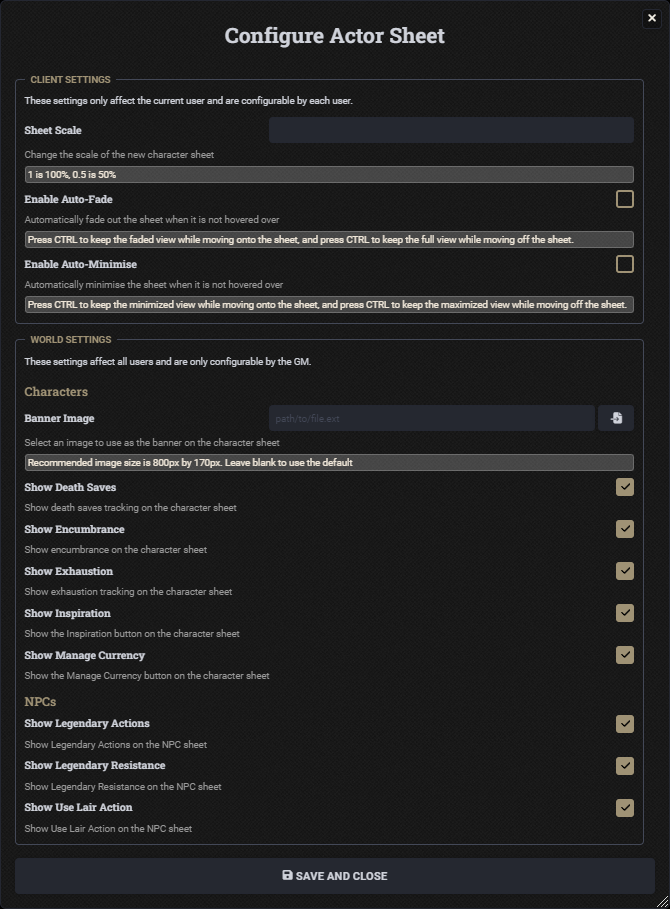 Configure Actor Sheet
CLIENT SETTINGS
These settings only affect the current user and are configurable by each user.
Sheet Scale
Change the scale of the new character sheet
1 is 100%, 0.5 is 50%
Enable Auto-Fade
Automatically fade out the sheet when it is not hovered over
Press CTRL to keep the faded view while moving onto the sheet, and press CTRL to keep the full view while moving off the sheet.
Enable Auto-Minimise
Automatically minimise the sheet when it is not hovered over
Press CTRL to keep the minimized view while moving onto the sheet, and press CTRL to keep the maximized view while moving off the sheet.
WORLD SETTINGS
These settings affect all users and are only configurable by the GM.
Characters
Banner Image
path/to/file.ext
Select an image to use as the banner on the character sheet
Recommended image size is 800px by 170px. Leave blank to use the default
Show Death Saves
Show death saves tracking on the character sheet
Show Encumbrance
Show encumbrance on the character sheet
Show Exhaustion
Show exhaustion tracking on the character sheet
Show Inspiration
Show the Inspiration button on the character sheet
Show Manage Currency
Show the Manage Currency button on the character sheet
NPCs
Show Legendary Actions
Show Legendary Actions on the NPC sheet
Show Legendary Resistance
Show Legendary Resistance on the NPC sheet
Show Use Lair Action
Show Use Lair Action on the NPC sheet
SAVE AND CLOSE